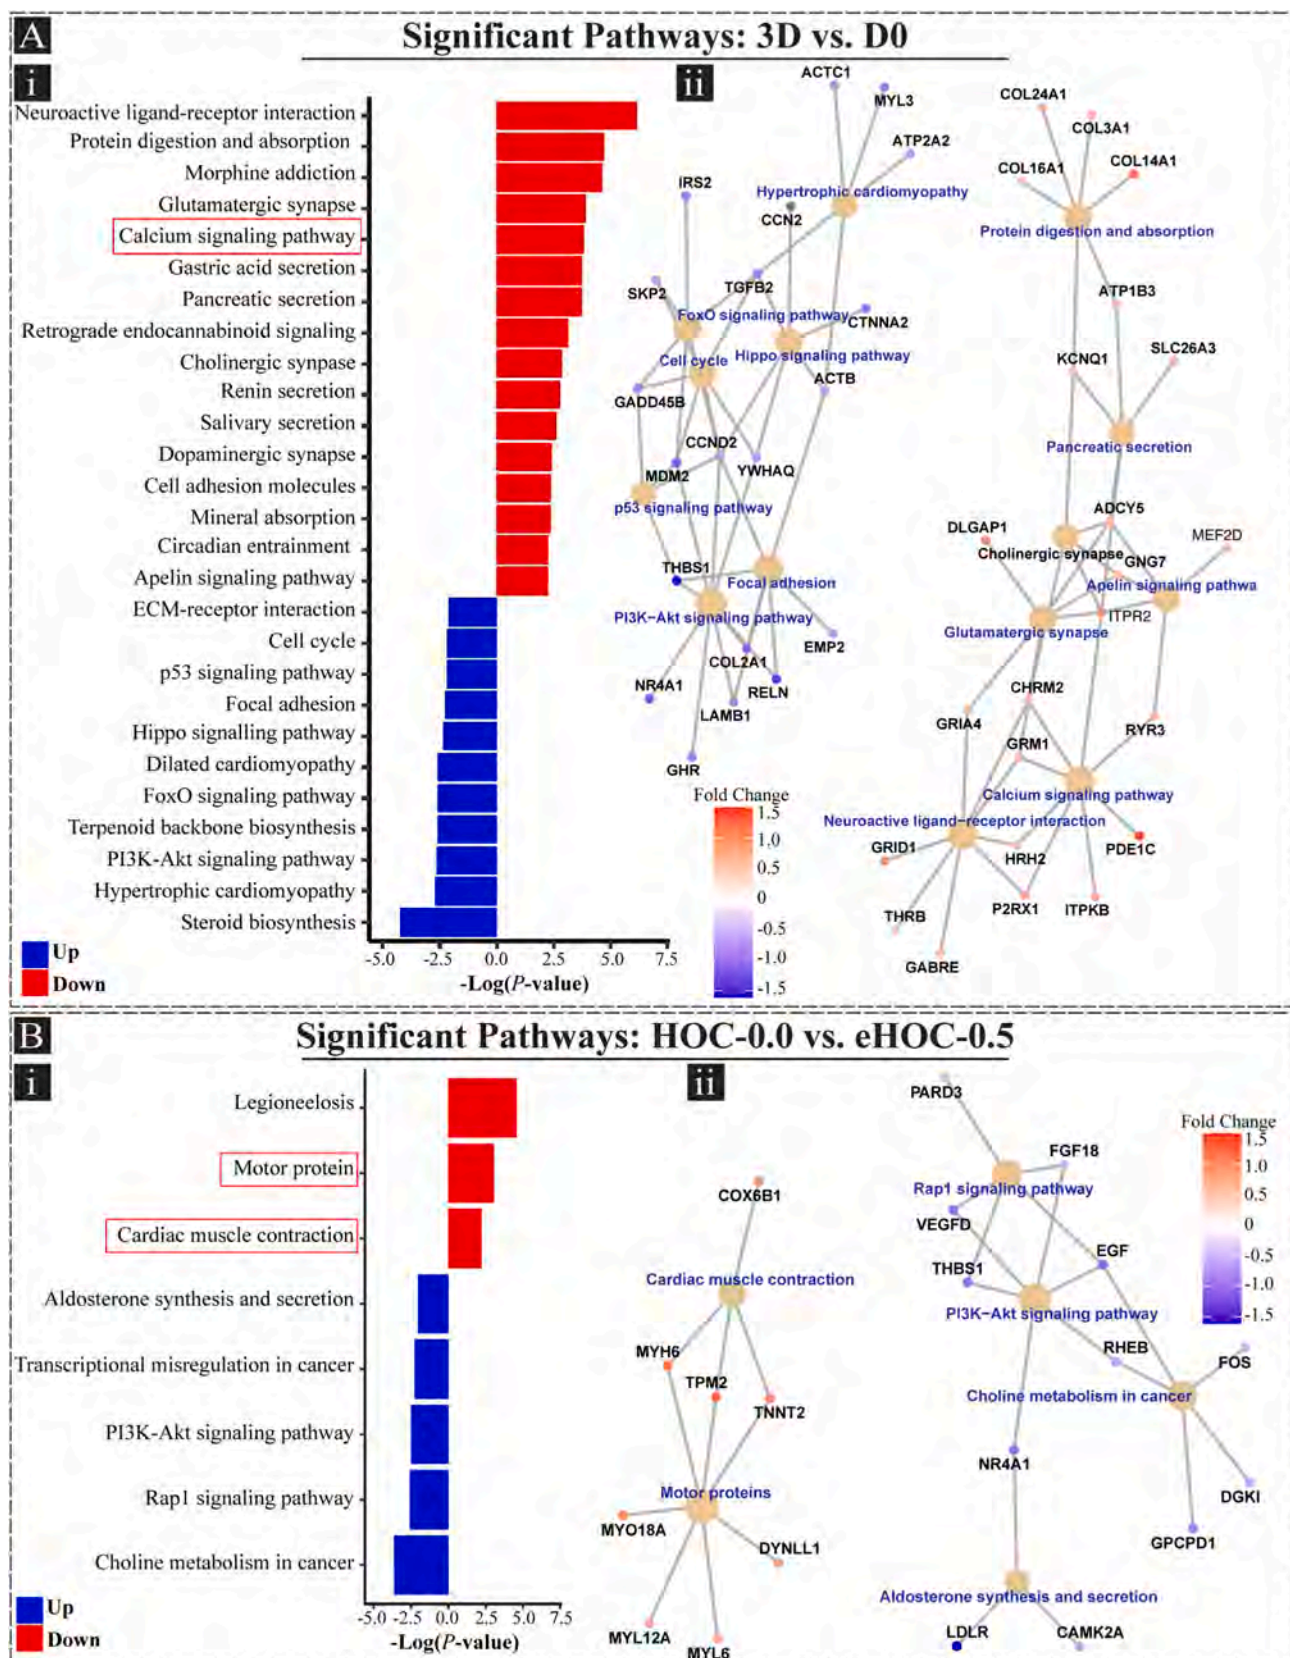 A
Significant Pathways: 3D vs. D0
i
Neuroactive ligand-receptor interaction
Protein digestion and absorption
Morphine addiction
Glutamatergic synapse
Calcium signaling pathway
Gastric acid secretion
Pancreatic secretion
Retrograde endocannabinoid signaling
Cholinergic synpase
Renin secretion
Salivary secretion
Dopaminergic synapse
Cell adhesion molecules
Mineral absorption
Circadian entrainment
Apelin signaling pathway
ECM-receptor interaction
Cell cycle
p53 signaling pathway
Focal adhesion
Hippo signalling pathway
Dilated cardiomyopathy
FoxO signaling pathway
Terpenoid backbone biosynthesis
PI3K-Akt signaling pathway
Hypertrophic cardiomyopathy
Steroid biosynthesis
Up
Down
-5.0 -2.5 0.0 2.5 5.0 7.5
-Log(P-value)
ii
ACTC1
MYL3
ATP2A2
IRS2
Hypertrophic cardiomyopathy
CCN2
SKP2
TGFB2
FoxO signaling pathway
CTNNA2
Cell cycle
Hippo signaling pathway
GADD45B
ACTB
CCND2
MDM2
YWHAQ
p53 signaling pathway
THBS1
Focal adhesion
PI3K-Akt signaling pathway
EMP2
COL2A1
NR4A1
RELN
LAMB1
GHR
Fold Change
1.5
1.0
0.5
0
-0.5
-1.0
-1.5
COL24A1
COL3A1
COL16A1
COL14A1
Protein digestion and absorption
ATP1B3
KCNQ1
SLC26A3
Pancreatic secretion
ADCY5
DLGAP1
MEF2D
Cholinergic synapse
GNG7
Apelin signaling pathwa
ITPR2
Glutamatergic synapse
CHRM2
GRIA4
RYR3
GRM1
Calcium signaling pathway
Neuroactive ligand-receptor interaction
GRID1
HRH2
PDE1C
THRB
P2RX1
ITPKB
GABRE
B
Significant Pathways: HOC-0.0 vs. eHOC-0.5
i
Legioneelosis
Motor protein
Cardiac muscle contraction
Aldosterone synthesis and secretion
Transcriptional misregulation in cancer
PI3K-Akt signaling pathway
Rap1 signaling pathway
Choline metabolism in cancer
Up
Down
-5.0 -2.5 0.0 2.5 5.0 7.5
-Log(P-value)
ii
COX6B1
Cardiac muscle contraction
MYH6
TPM2
TNNT2
Motor proteins
MYO18A
DYNLL1
MYL12A
MYL6
PARD3
FGF18
Rap1 signaling pathway
VEGFD
EGF
THBS1
PI3K-Akt signaling pathway
RHEB
FOS
Choline metabolism in cancer
NR4A1
DGKI
GPCPD1
Aldosterone synthesis and secretion
LDLR
CAMK2A
Fold Change
1.5
1.0
0.5
0
-0.5
-1.0
-1.5